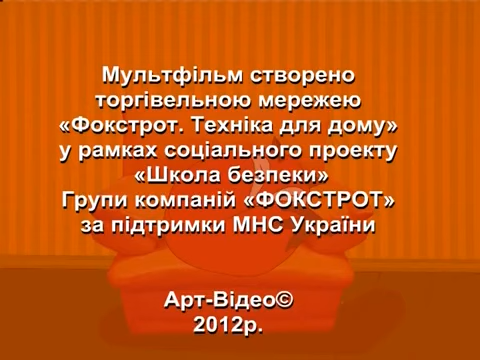 Мультфільм створено
торгівельною мережею
«Фокстрот. Техніка для дому»
у рамках соціального проекту
«Школа безпеки»
Групи компаній «ФОКСТРОТ»
за підтримки МНС України
Арт-Відео©
2012р.